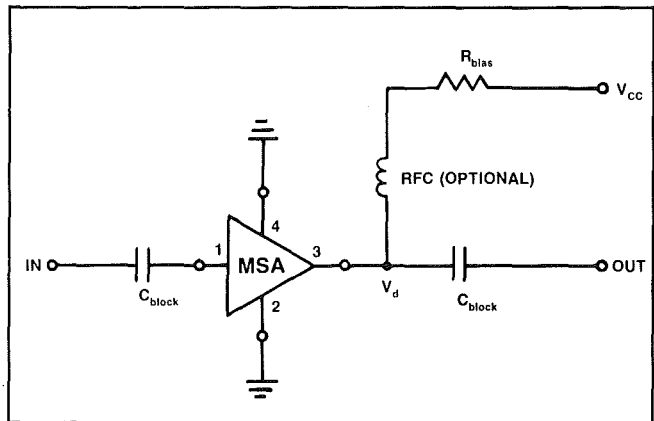 R_bias
V_CC
RFC (OPTIONAL)
4
IN
1
MSA
3
OUT
C_block
2
V_d
C_block